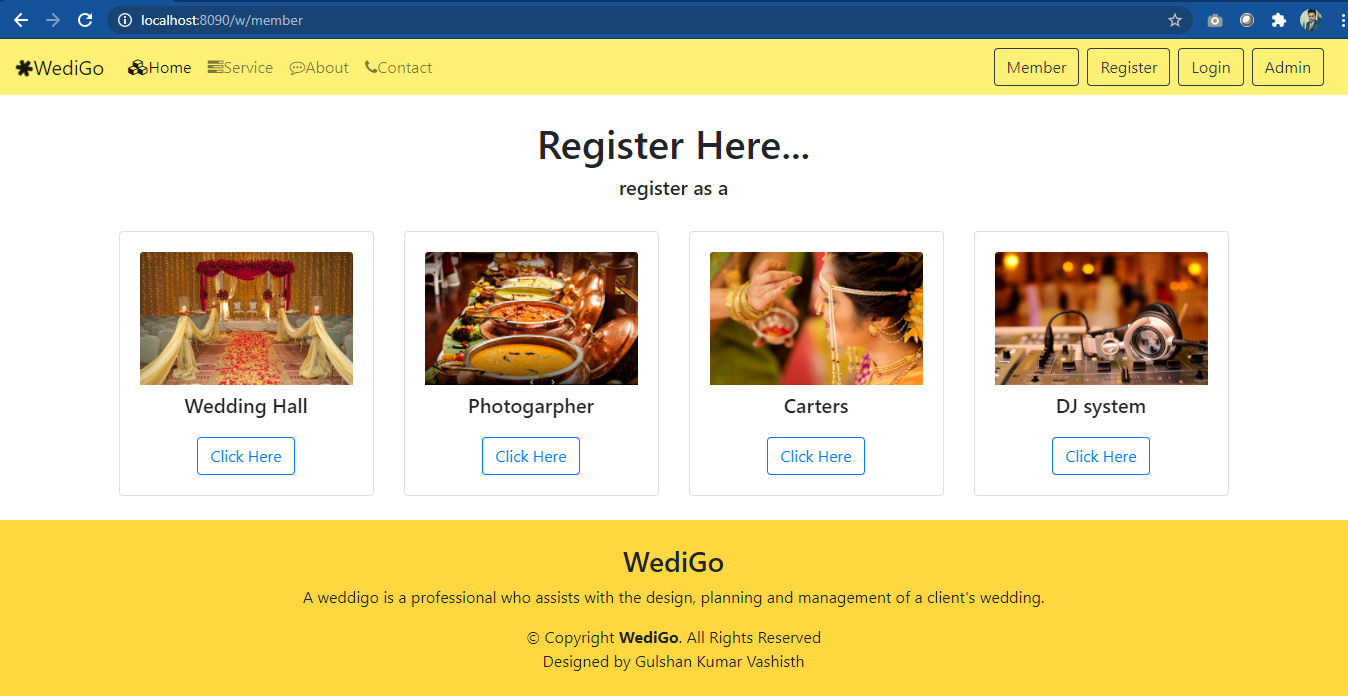 localhost:8090/w/member
WediGo Home Service About Contact Member Register Login Admin
Register Here...
register as a
Wedding Hall Photogarpher Carters DJ system
Click Here Click Here Click Here Click Here
WediGo
A weddigo is a professional who assists with the design, planning and management of a client's wedding.
© Copyright WediGo. All Rights Reserved
Designed by Gulshan Kumar Vashisth